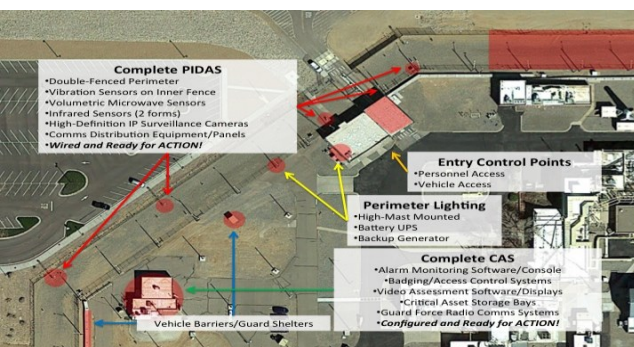 Complete PIDAS
•Double-Fenced Perimeter
•Vibration Sensors on Inner Fence
•Volumetric Microwave Sensors
•Infrared Sensors (2 forms)
•High-Definition IP Surveillance Cameras
•Comms Distribution Equipment/Panels
•Wired and Ready for ACTION!
Entry Control Points
•Personnel Access
•Vehicle Access
Perimeter Lighting
•High-Mast Mounted
•Battery UPS
•Backup Generator
Complete CAS
•Alarm Monitoring Software/Console
•Badging/Access Control Systems
•Video Assessment Software/Displays
•Critical Asset Storage Bays
•Guard Force Radio Comms Systems
•Configured and Ready for ACTION!
Vehicle Barriers/Guard Shelters